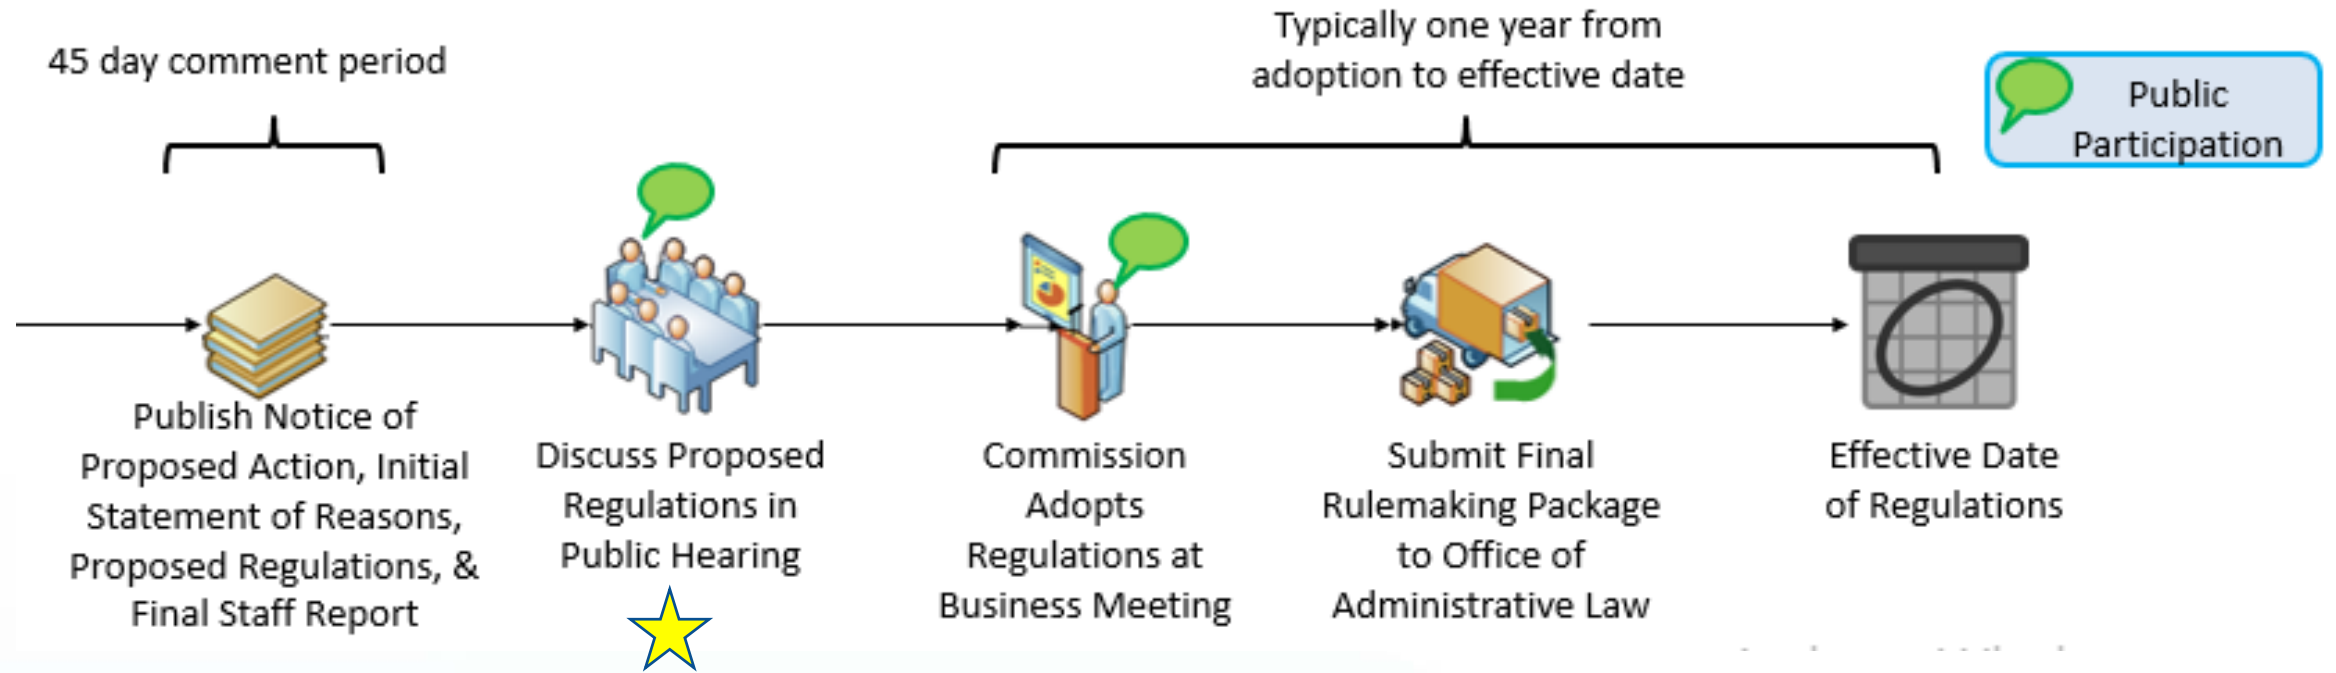 45 day comment period
Typically one year from
adoption to effective date
Public
Participation
Publish Notice of
Proposed Action, Initial
Statement of Reasons,
Proposed Regulations, &
Final Staff Report
Discuss Proposed
Regulations in
Public Hearing
Commission
Adopts
Regulations at
Business Meeting
Submit Final
Rulemaking Package
to Office of
Administrative Law
Effective Date
of Regulations